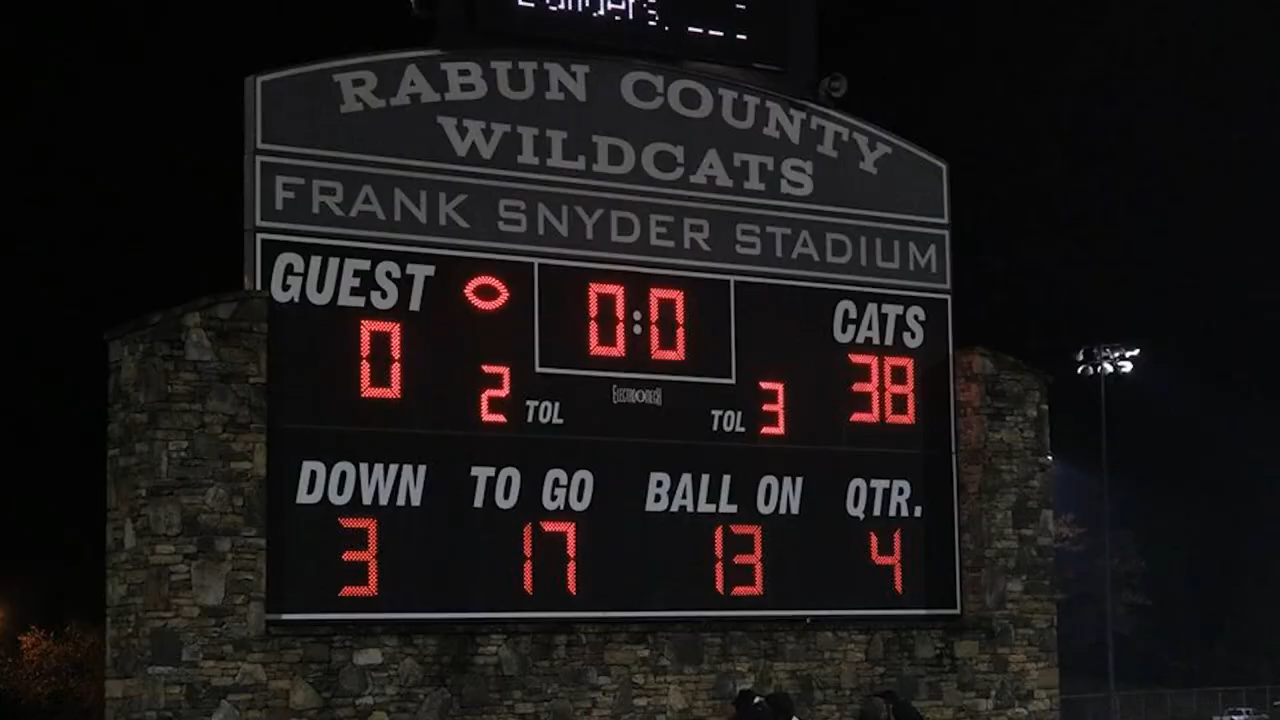 RABUN COUNTY
WILDCATS
FRANK SNYDER STADIUM
GUEST 0:0 CATS
0 2 TOL TOL 3 38
DOWN TO GO BALL ON QTR.
3 17 13 4